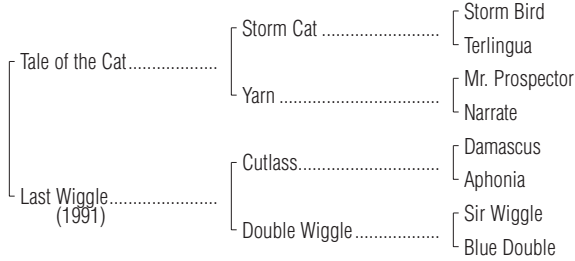 Storm Bird
Storm Cat ........................
Terlingua
Tale of the Cat..................
Mr. Prospector
Yarn ................................
Narrate
Damascus
Cutlass.............................
Aphonia
Last Wiggle......................
(1991)
Sir Wiggle
Double Wiggle.................
Blue Double